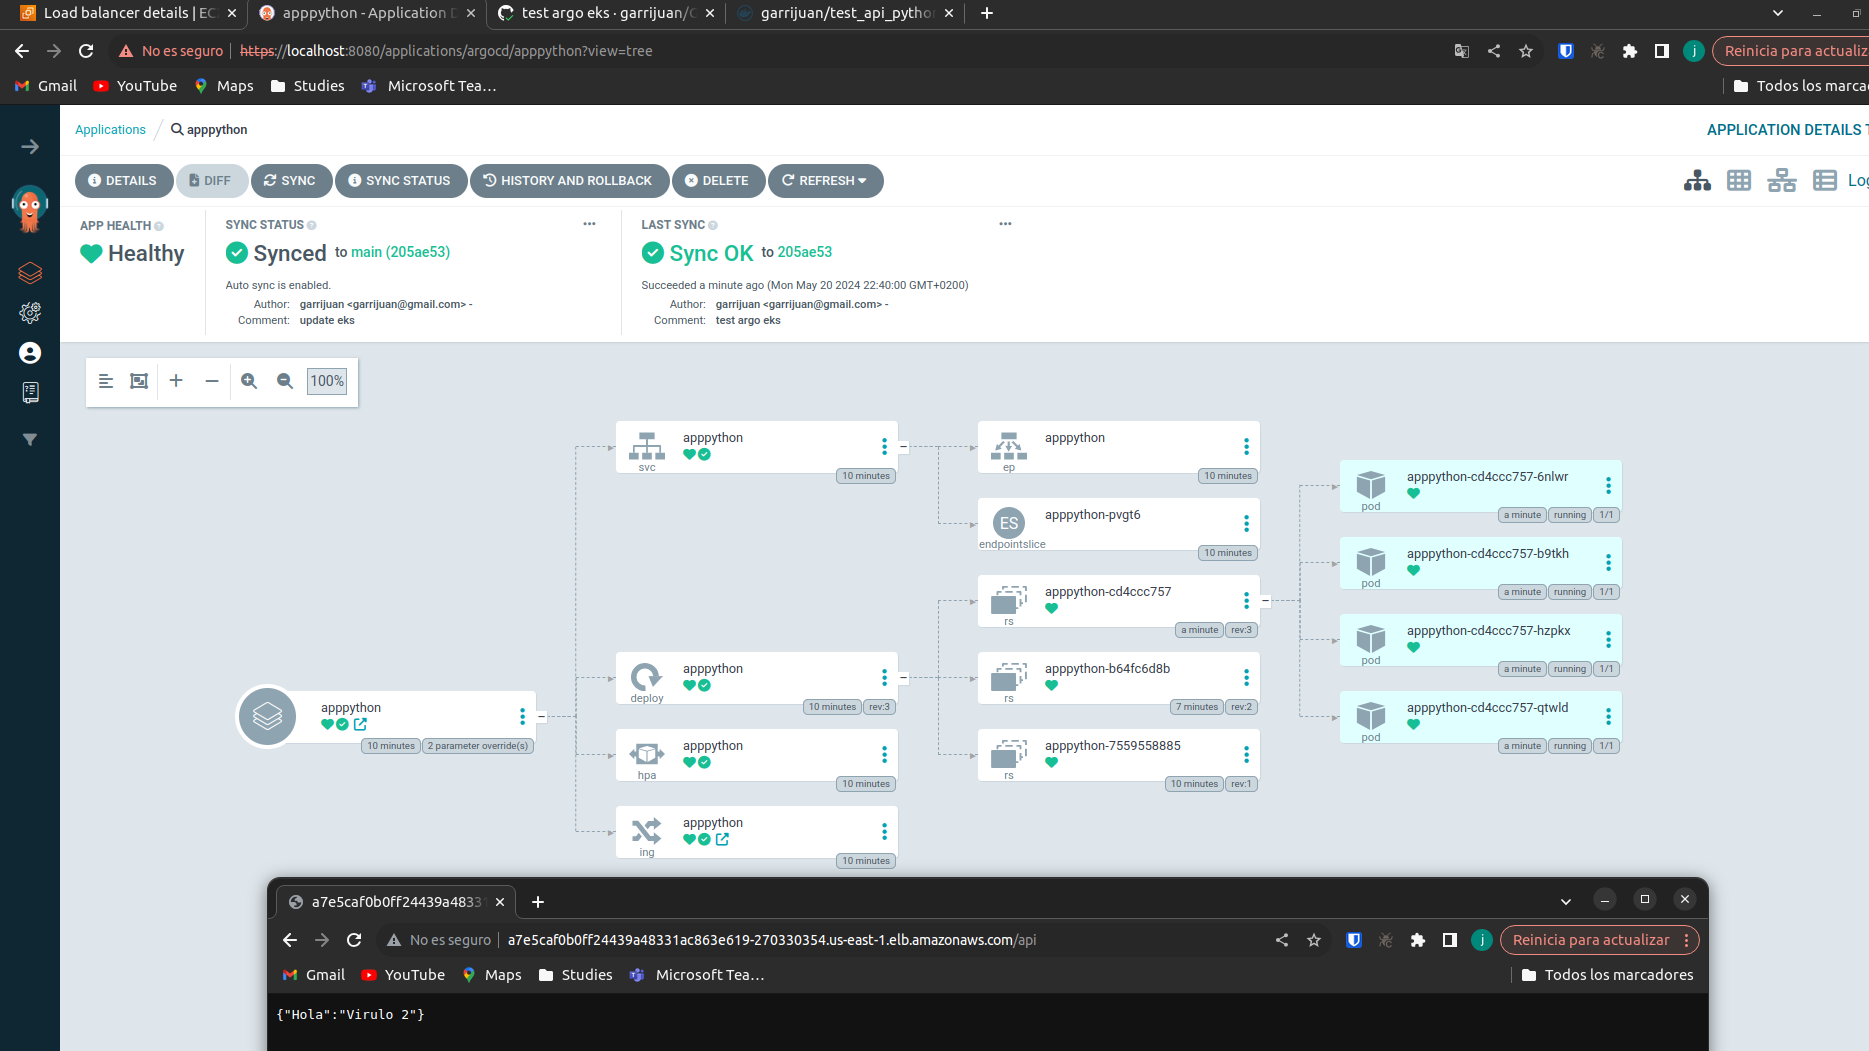 Load balancer details | EC
apppython - Application D
test argo eks · garrijuan/C
garrijuan/test_api_pytho
No es seguro
https://localhost:8080/applications/argocd/apppython?view=tree
j
Reinicia para actualiz
Gmail
YouTube
Maps
Studies
Microsoft Tea…
Todos los marca
Applications
apppython
APPLICATION DETAILS T
DETAILS
DIFF
SYNC
SYNC STATUS
HISTORY AND ROLLBACK
DELETE
REFRESH
Log
APP HEALTH
Healthy
SYNC STATUS
Synced to main (205ae53)
Auto sync is enabled.
Author: garrijuan <garrijuan@gmail.com> -
Comment: update eks
LAST SYNC
Sync OK to 205ae53
Succeeded a minute ago (Mon May 20 2024 22:40:00 GMT+0200)
Author: garrijuan <garrijuan@gmail.com> -
Comment: test argo eks
100%
apppython
10 minutes
2 parameter override(s)
apppython
svc
10 minutes
apppython
deploy
10 minutes
rev:3
apppython
hpa
10 minutes
apppython
ing
10 minutes
apppython
ep
10 minutes
ES
apppython-pvgt6
endpointslice
10 minutes
apppython-cd4ccc757
rs
a minute
rev:3
apppython-b64fc6d8b
rs
7 minutes
rev:2
apppython-7559558885
rs
10 minutes
rev:1
apppython-cd4ccc757-6nlwr
pod
a minute
running
1/1
apppython-cd4ccc757-b9tkh
pod
a minute
running
1/1
apppython-cd4ccc757-hzpkx
pod
a minute
running
1/1
apppython-cd4ccc757-qtwld
pod
a minute
running
1/1
a7e5caf0b0ff24439a48331
No es seguro
a7e5caf0b0ff24439a48331ac863e619-270330354.us-east-1.elb.amazonaws.com/api
j
Reinicia para actualizar
Gmail
YouTube
Maps
Studies
Microsoft Tea…
Todos los marcadores
{"Hola":"Virulo 2"}